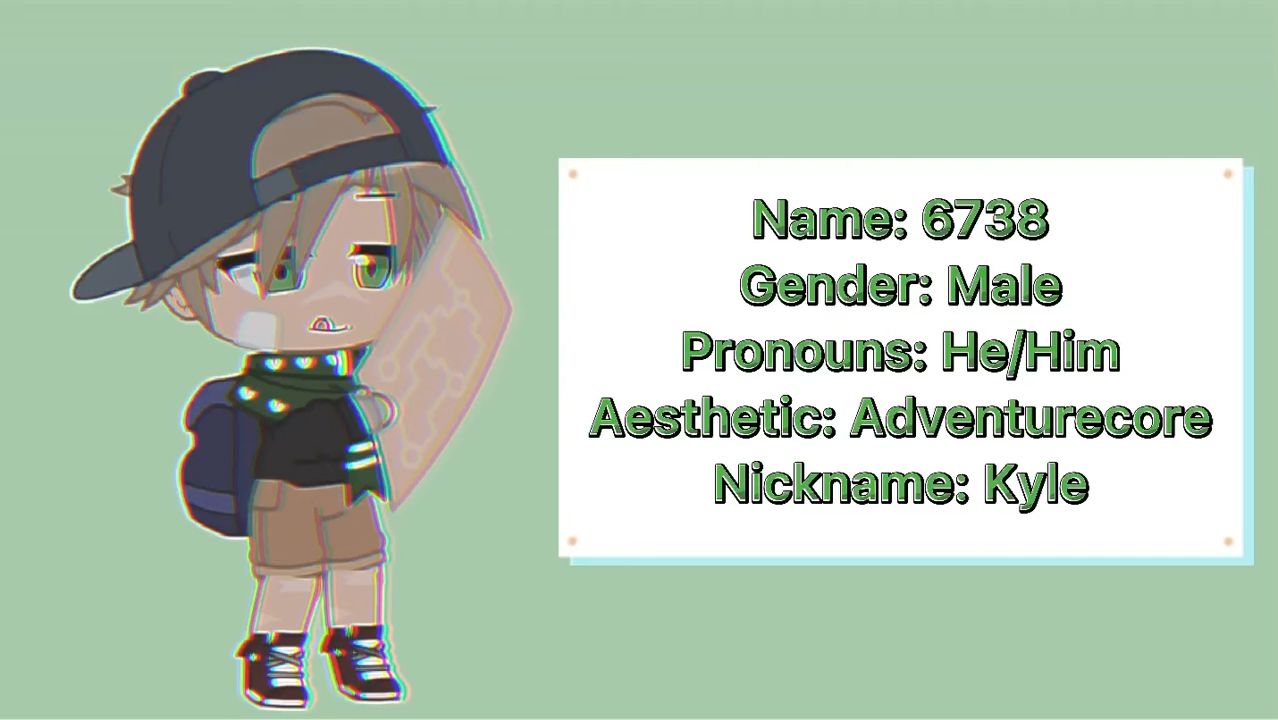 Name: 6738
Gender: Male
Pronouns: He/Him
Aesthetic: Adventurecore
Nickname: Kyle